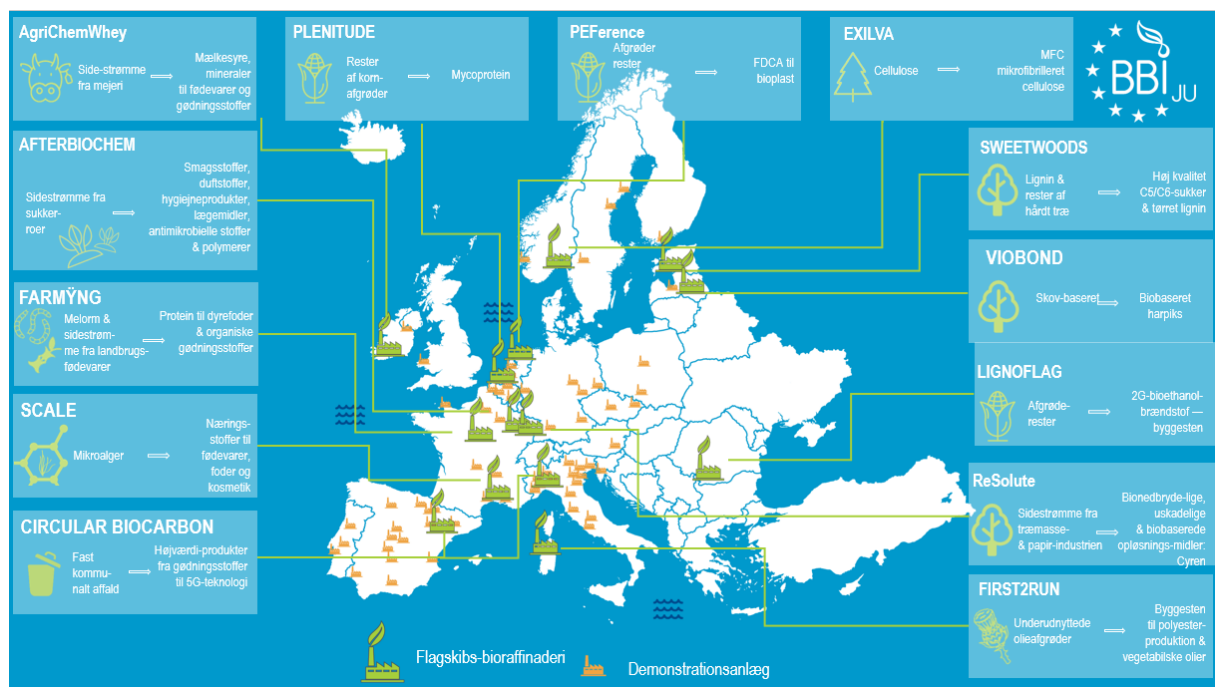 AgriChemWhey
Side-strømme
fra mejeri
Mælkesyre,
mineraler
til fødevarer og
gødningsstoffer
PLENITUDE
Rester
af korn-
afgrøder
Mycoprotein
PEFerence
Afgrøder
rester
FDCA til
bioplast
EXILVA
Cellulose
MFC
mikrofibrilleret
cellulose
BBI JU
AFTERBIOCHEM
Sidestrømme fra
sukker-
roer
Smagsstoffer,
duftstoffer,
hygiejneprodukter,
lægemidler,
antimikrobielle stoffer
& polymerer
SWEETWOODS
Lignin &
rester af
hårdt træ
Høj kvalitet
C5/C6-sukker
& tørret lignin
VIOBOND
Skov-baseret
Biobaseret
harpiks
FARMŸNG
Melorm &
sidestrøm-
me fra landbrugs-
fødevarer
Protein til dyrefoder
& organiske
gødningsstoffer
LIGNOFLAG
Afgrøde-
rester
2G-bioethanol-
brændstof —
byggesten
SCALE
Mikroalger
Nærings-
stoffer til
fødevarer,
foder og
kosmetik
ReSolute
Sidestrømme fra
træmasse-
& papir-industrien
Bionedbryde-lige,
uskadelige
& biobaserede
opløsnings-midler:
Cyren
CIRCULAR BIOCARBON
Fast
kommu-
nalt affald
Højværdi-produkter
fra gødningsstoffer
til 5G-teknologi
FIRST2RUN
Underudnyttede
olieafgrøder
Byggesten
til polyester-
produktion &
vegetabilske olier
Flagskibs-bioraffinaderi
Demonstrationsanlæg